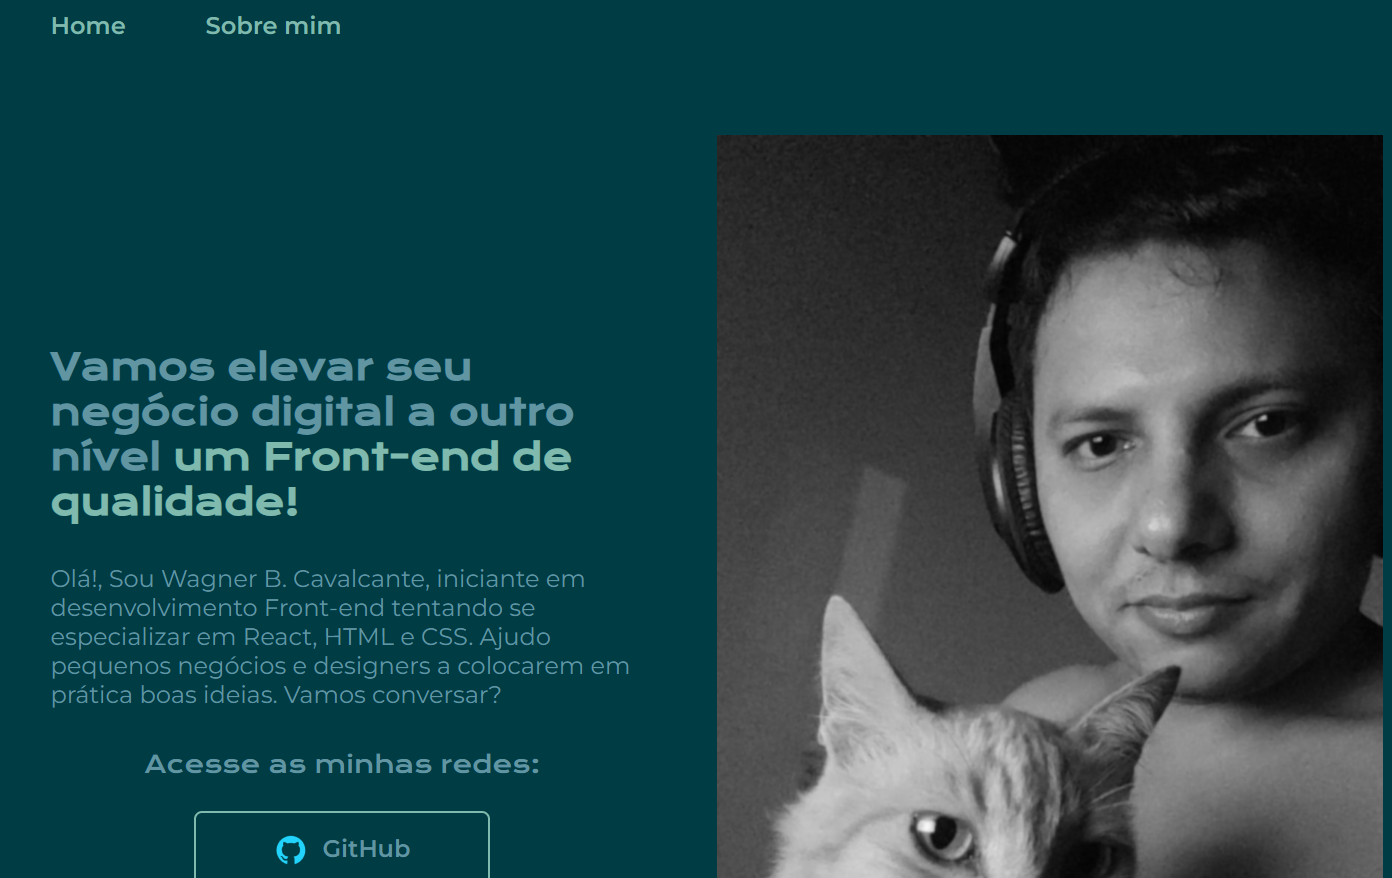 Home Sobre mim
Vamos elevar seu
negócio digital a outro
nível um Front-end de
qualidade!
Olá!, Sou Wagner B. Cavalcante, iniciante em
desenvolvimento Front-end tentando se
especializar em React, HTML e CSS. Ajudo
pequenos negócios e designers a colocarem em
prática boas ideias. Vamos conversar?
Acesse as minhas redes:
GitHub